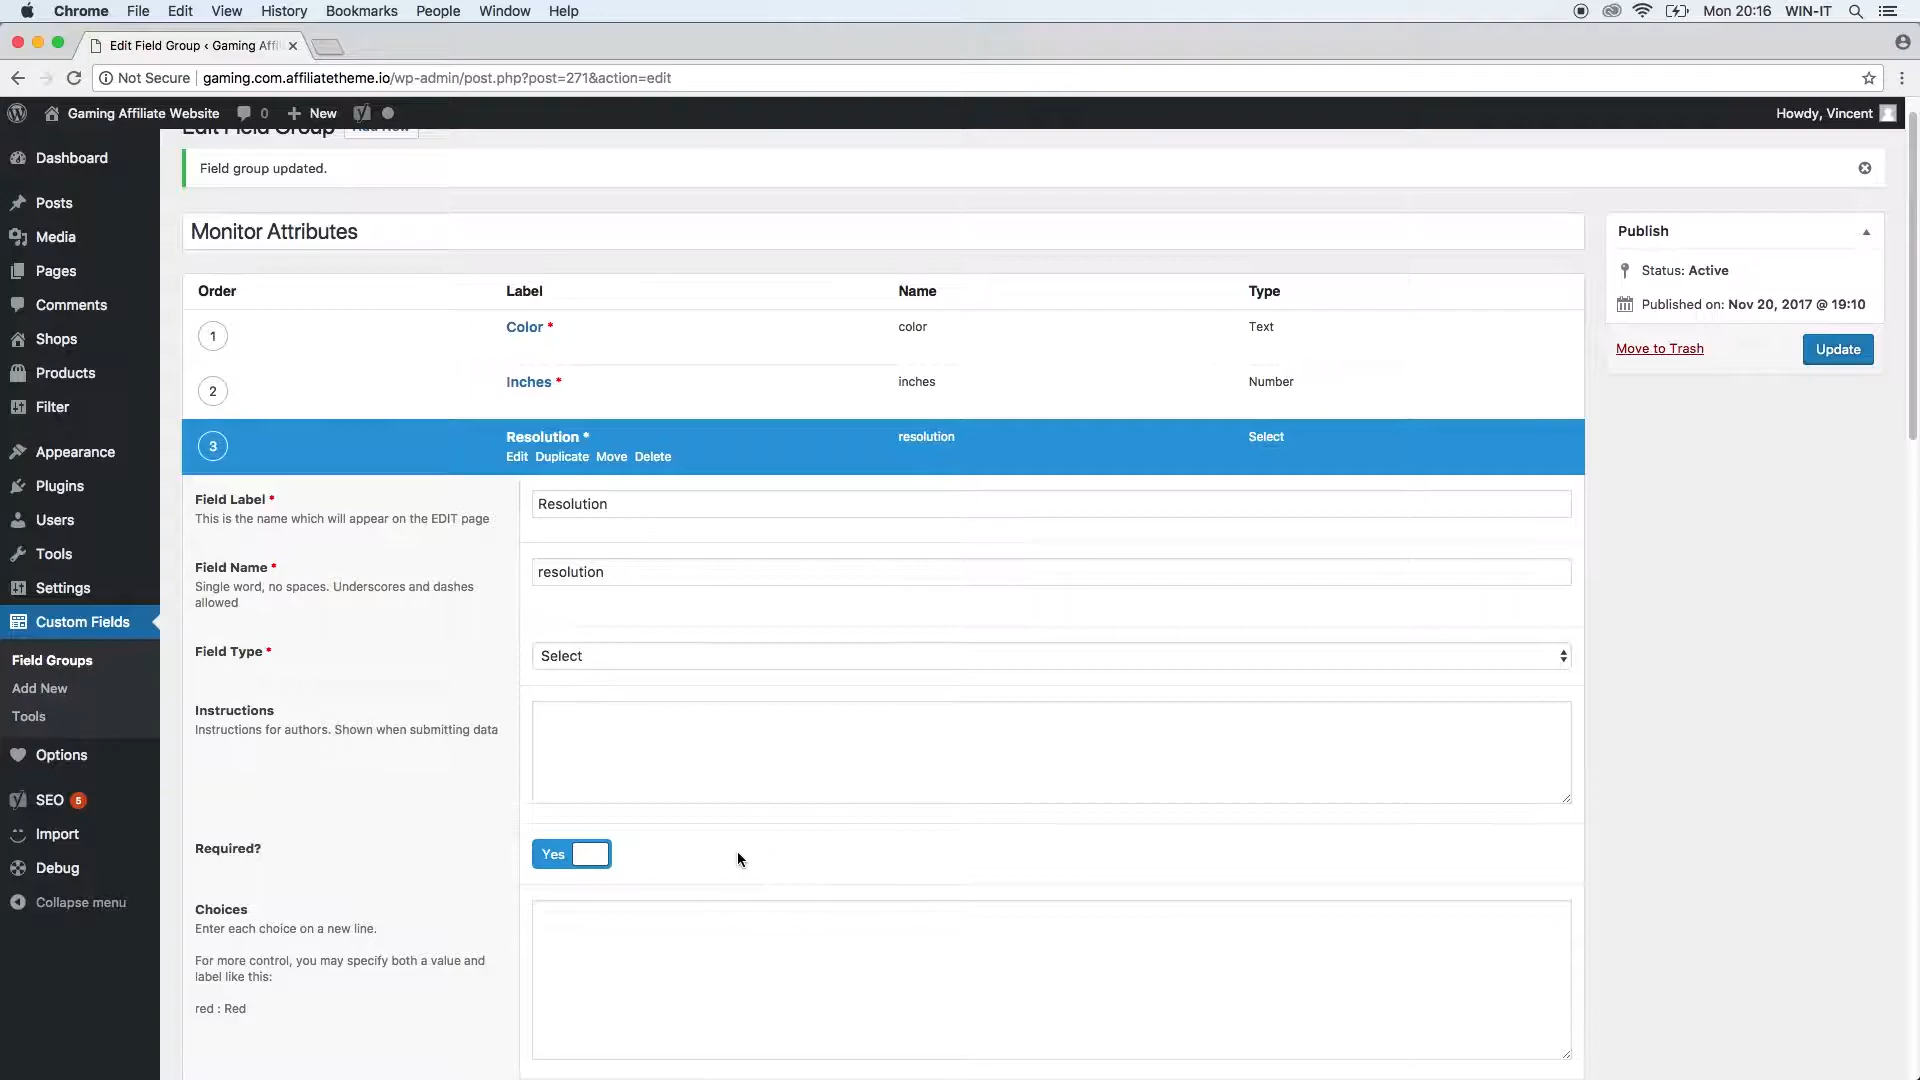 Chrome File Edit View History Bookmarks People Window Help Mon 20:16 WIN-IT
Edit Field Group ‹ Gaming Affili
Not Secure gaming.com.affiliatetheme.io/wp-admin/post.php?post=271&action=edit
Gaming Affiliate Website 0 New Howdy, Vincent
Edit Field Group Add New
Dashboard
Posts
Media
Pages
Comments
Shops
Products
Filter
Appearance
Plugins
Users
Tools
Settings
Custom Fields
Field Groups
Add New
Tools
Options
SEO 5
Import
Debug
Collapse menu
Field group updated.
Monitor Attributes
Order Label Name Type
1 Color * color Text
2 Inches * inches Number
3 Resolution * resolution Select
Edit Duplicate Move Delete
Field Label *
This is the name which will appear on the EDIT page
Resolution
Field Name *
Single word, no spaces. Underscores and dashes
allowed
resolution
Field Type *
Select
Instructions
Instructions for authors. Shown when submitting data
Required?
Yes
Choices
Enter each choice on a new line.
For more control, you may specify both a value and
label like this:
red : Red
Publish
Status: Active
Published on: Nov 20, 2017 @ 19:10
Move to Trash Update